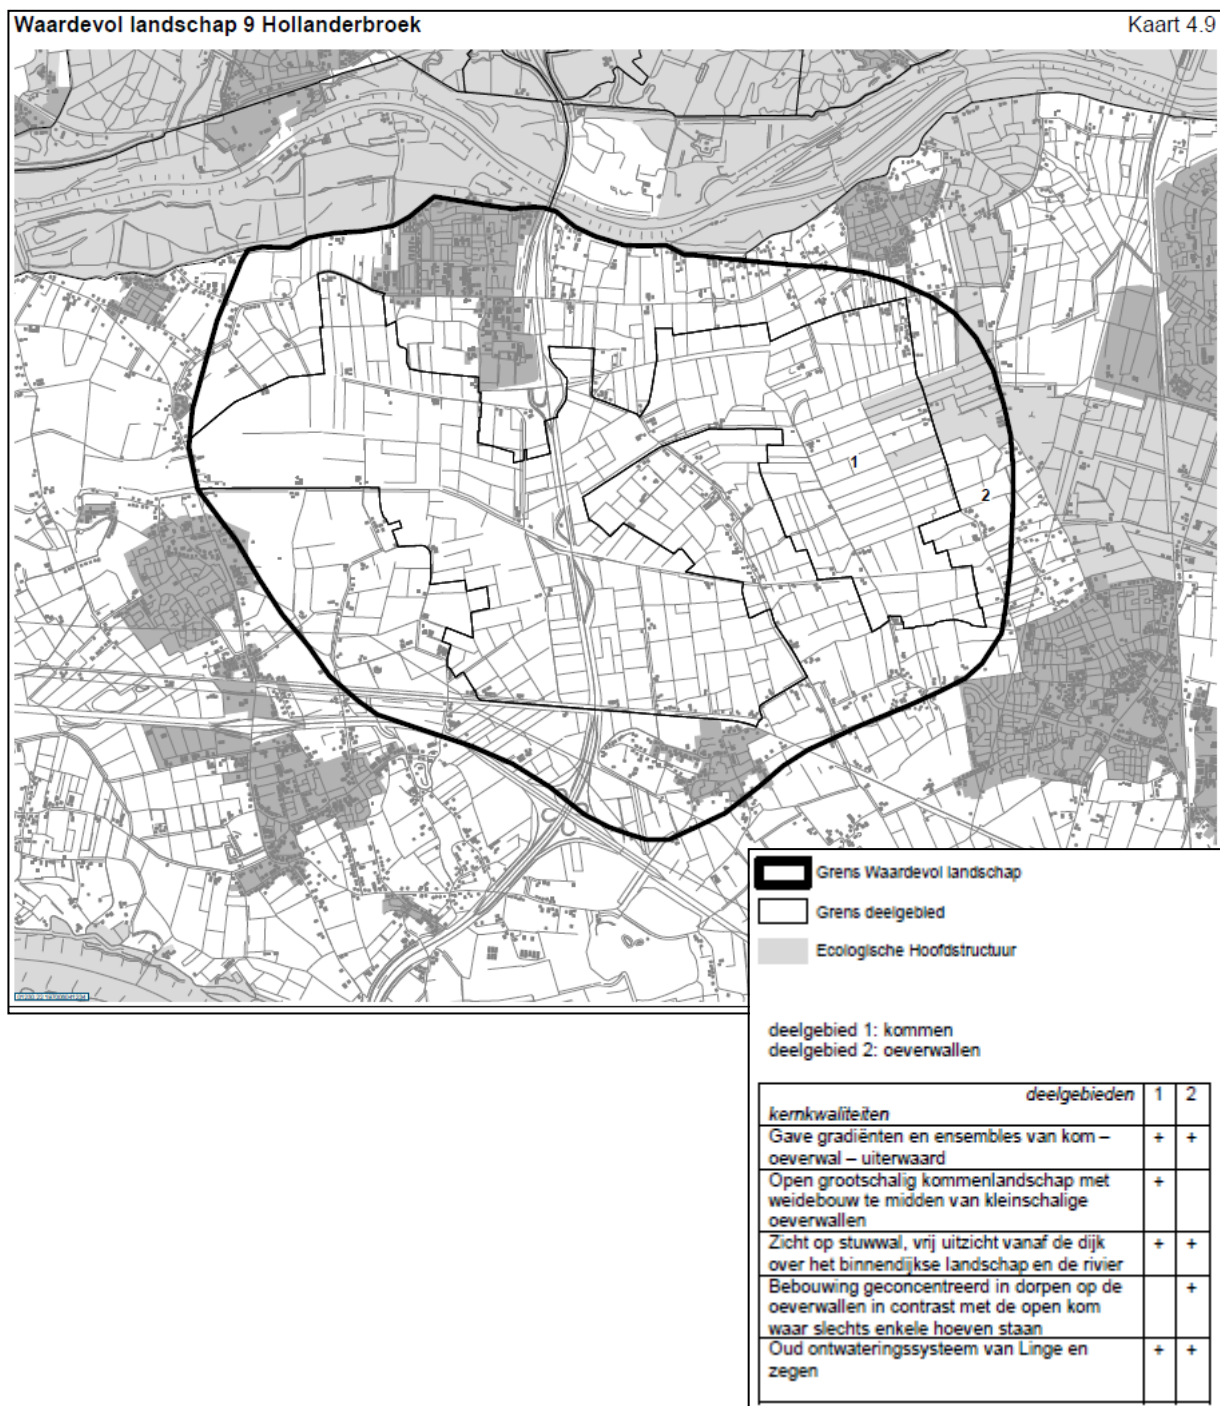 Waardevol landschap 9 Hollanderbroek
Kaart 4.9
1
2
Grens Waardevol landschap
Grens deelgebied
Ecologische Hoofdstructuur
deelgebied 1: kommen
deelgebied 2: oeverwallen
deelgebieden 1 2
kernkwaliteiten
Gave gradiënten en ensembles van kom – + +
oeverwal – uiterwaard
Open grootschalig kommenlandschap met +
weidebouw te midden van kleinschalige
oeverwallen
Zicht op stuwwal, vrij uitzicht vanaf de dijk + +
over het binnendijkse landschap en de rivier
Bebouwing geconcentreerd in dorpen op de +
oeverwallen in contrast met de open kom
waar slechts enkele hoeven staan
Oud ontwateringssysteem van Linge en + +
zegen